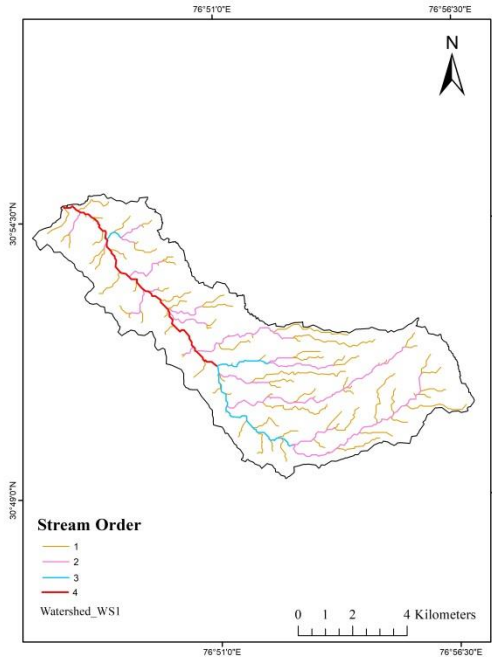 76°51'0"E 76°56'30"E
N
30°54'30"N
30°49'0"N
Stream Order
1
2
3
4
Watershed_WS1
0 1 2 4 Kilometers
76°51'0"E 76°56'30"E